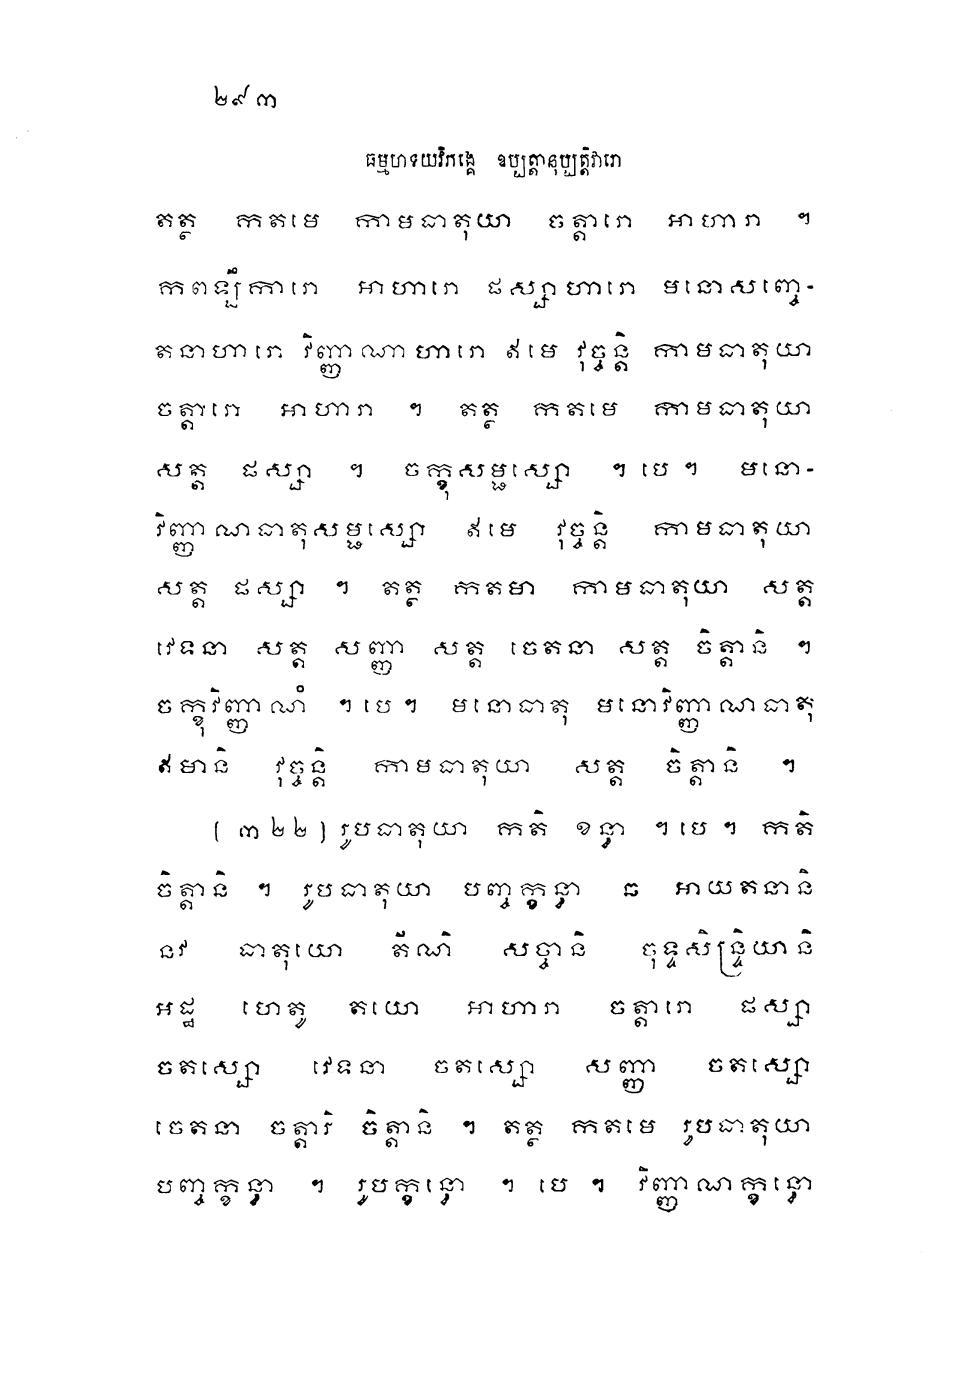 ២៩៣
ធម្មហទយវិភង្គេ ឧប្បត្តានុប្បត្តិវារោ
តត្ថ កតមេ កាមធាតុយា ចត្តារោ អាហារា ។
កពឡ្បីការោ អាហារោ ផស្សាហារោ មនោសញ្ចេ-
តនាហារោ វិញ្ញាណាហារោ ឥមេ វុច្ចន្តិ កាមធាតុយា
ចត្តារោ អាហារា ។ តត្ថ កតមេ កាមធាតុយា
សត្ត ផស្សា ។ ចក្ខុសម្ផស្សោ ។ បេ ។ មនោ-
វិញ្ញាណធាតុសម្ផស្សោ ឥមេ វុច្ចន្តិ កាមធាតុយា
សត្ត ផស្សា ។ តត្ថ កតមា កាមធាតុយា សត្ត
វេទនា សត្ត សញ្ញា សត្ត ចេតនា សត្ត ចិត្តានិ ។
ចក្ខុវិញ្ញាណំ ។ បេ ។ មនោធាតុ មនោវិញ្ញាណធាតុ
ឥមានិ វុច្ចន្តិ កាមធាតុយា សត្ត ចិត្តានិ ។
(៣២២) រូបធាតុយា កតិ ខន្ធា ។ បេ ។ កតិ
ចិត្តានិ ។ រូបធាតុយា បញ្ចក្ខន្ធា ឆ អាយតនានិ
នវ ធាតុយោ តីណិ សច្ចានិ ចុទ្ទសិន្ទ្រិយានិ
អដ្ឋ ហេតូ តយោ អាហារា ចត្តារោ ផស្សា
ចតស្សោ វេទនា ចតស្សោ សញ្ញា ចតស្សោ
ចេតនា ចត្តារិ ចិត្តានិ ។ តត្ថ កតមេ រូបធាតុយា
បញ្ចក្ខន្ធា ។ រូបក្ខន្ធោ ។ បេ ។ វិញ្ញាណក្ខន្ធោ